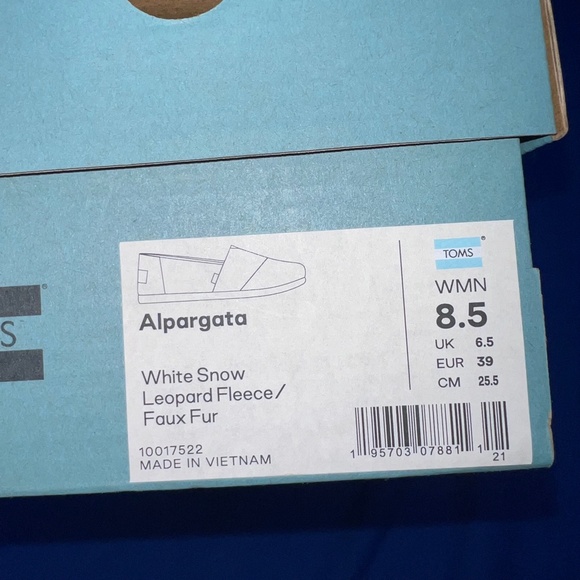 S
®
Alpargata
White Snow
Leopard Fleece/
Faux Fur
10017522
MADE IN VIETNAM
TOMS®
WMN
8.5
UK 6.5
EUR 39
CM 25.5
1 95703 07881 1
21